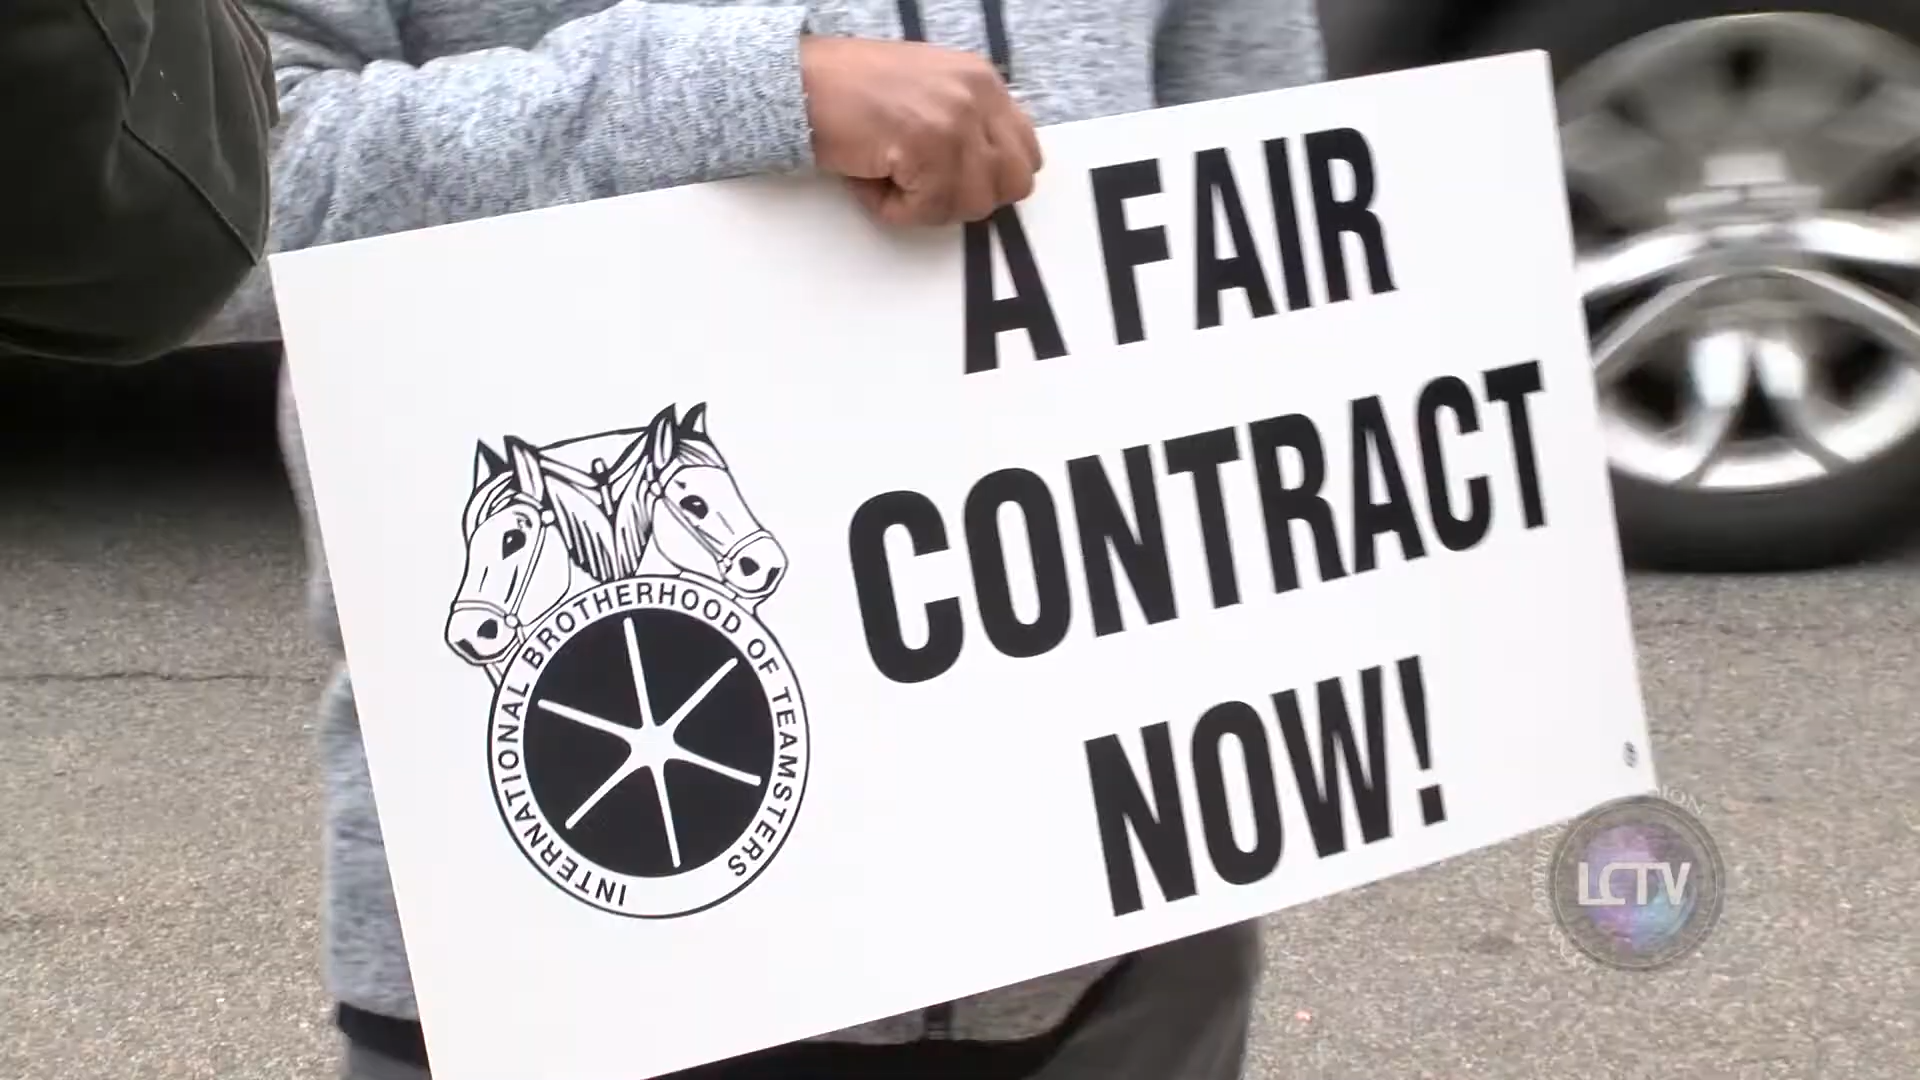 A FAIR
CONTRACT
NOW!
INTERNATIONAL BROTHERHOOD OF TEAMSTERS
LCTV